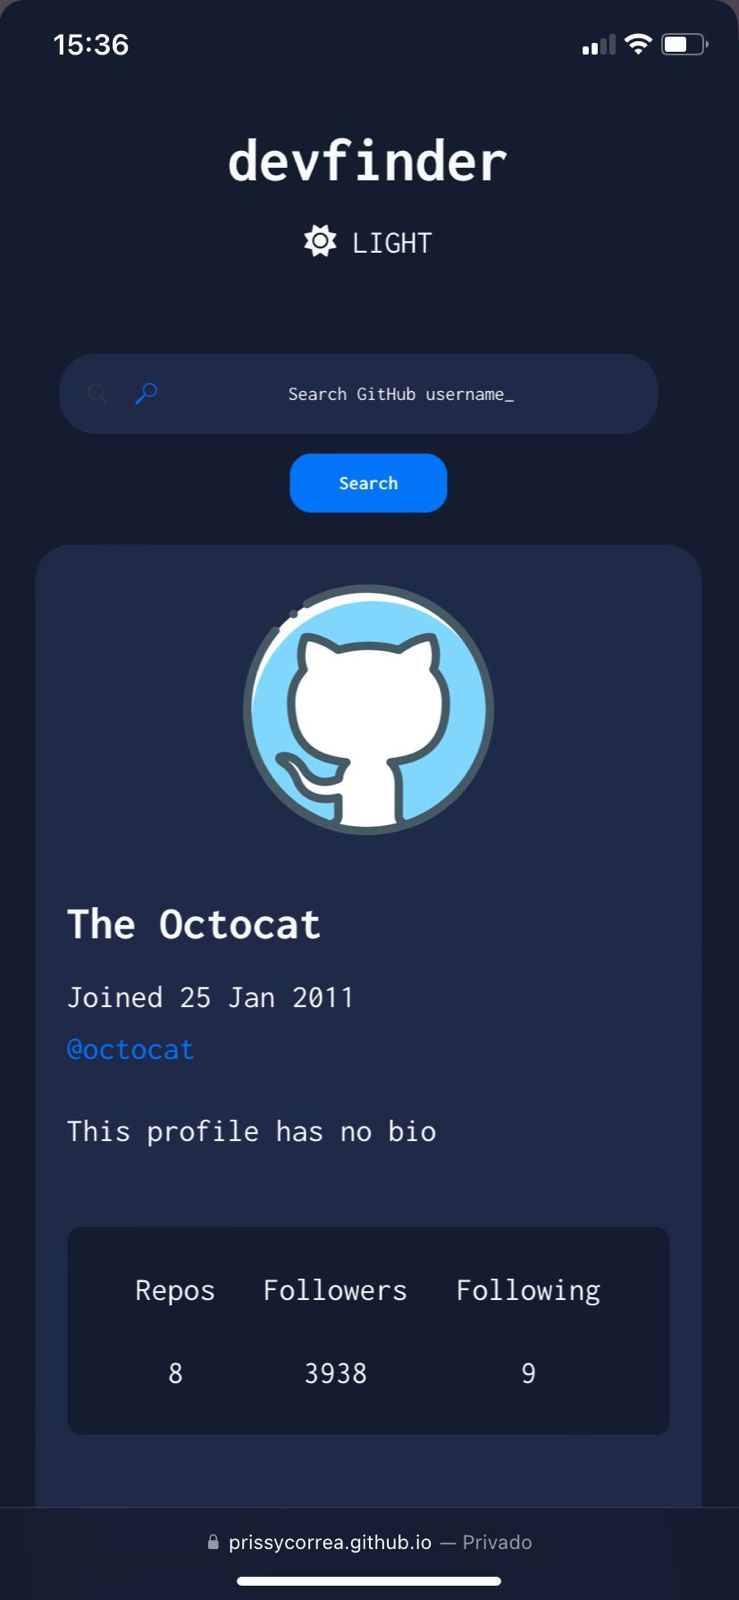 15:36
devfinder
LIGHT
Search GitHub username_
Search
The Octocat
Joined 25 Jan 2011
@octocat
This profile has no bio
Repos Followers Following
8 3938 9
prissycorrea.github.io — Privado